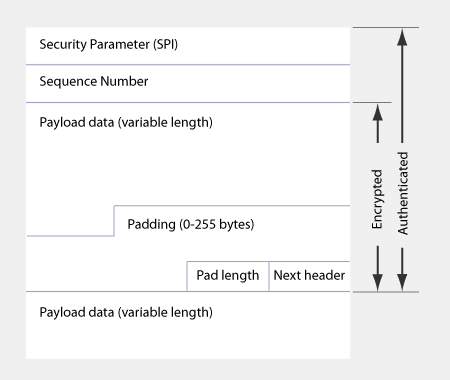 Security Parameter (SPI)
Sequence Number
Payload data (variable length)
Padding (0-255 bytes)
Pad length
Next header
Payload data (variable length)
Encrypted
Authenticated